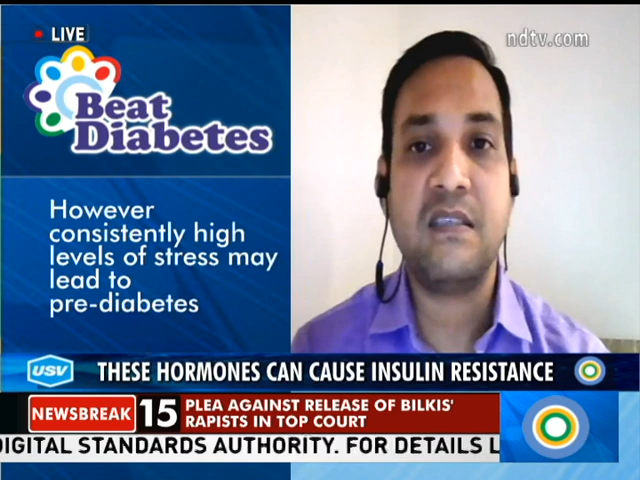 LIVE
ndtv.com
Beat
Diabetes
However
consistently high
levels of stress may
lead to
pre-diabetes
USV
THESE HORMONES CAN CAUSE INSULIN RESISTANCE
NEWSBREAK 15 PLEA AGAINST RELEASE OF BILKIS'
RAPISTS IN TOP COURT
DIGITAL STANDARDS AUTHORITY. FOR DETAILS L